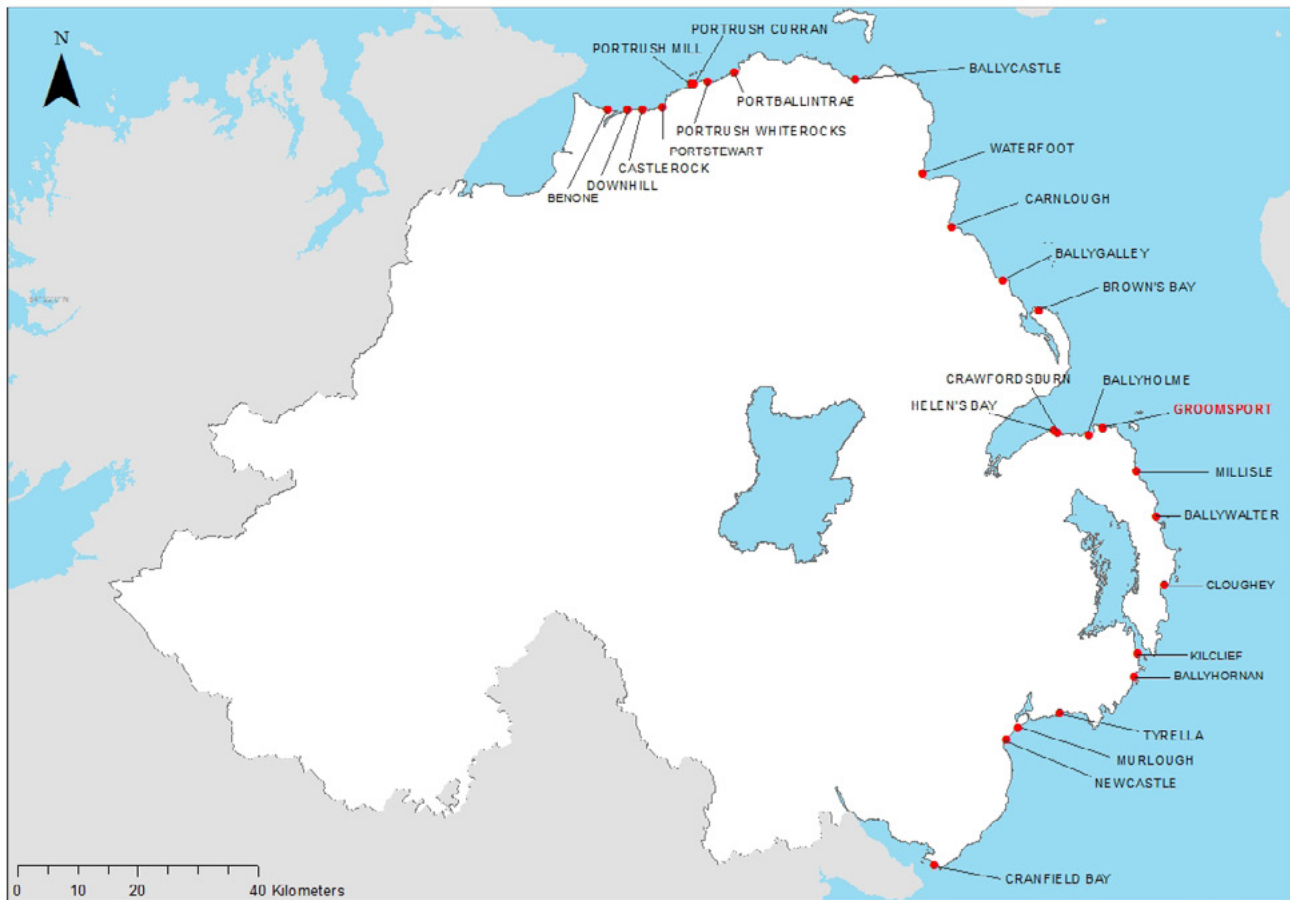 N
PORTRUSH CURRAN
PORTRUSH MILL
BALLYCASTLE
PORTBALLINTRAE
PORTRUSH WHITEROCKS
PORTSTEWART
CASTLEROCK
DOWNHILL
BENONE
WATERFOOT
CARNLOUGH
BALLYGALLEY
BROWN'S BAY
CRAWFORDSBURN
BALLYHOLME
HELEN'S BAY
GROOMSPORT
MILLISLE
BALLYWALTER
CLOUGHEY
KILCLIEF
BALLYHORNAN
TYRELLA
MURLOUGH
NEWCASTLE
CRANFIELD BAY
0 10 20 40 Kilometers